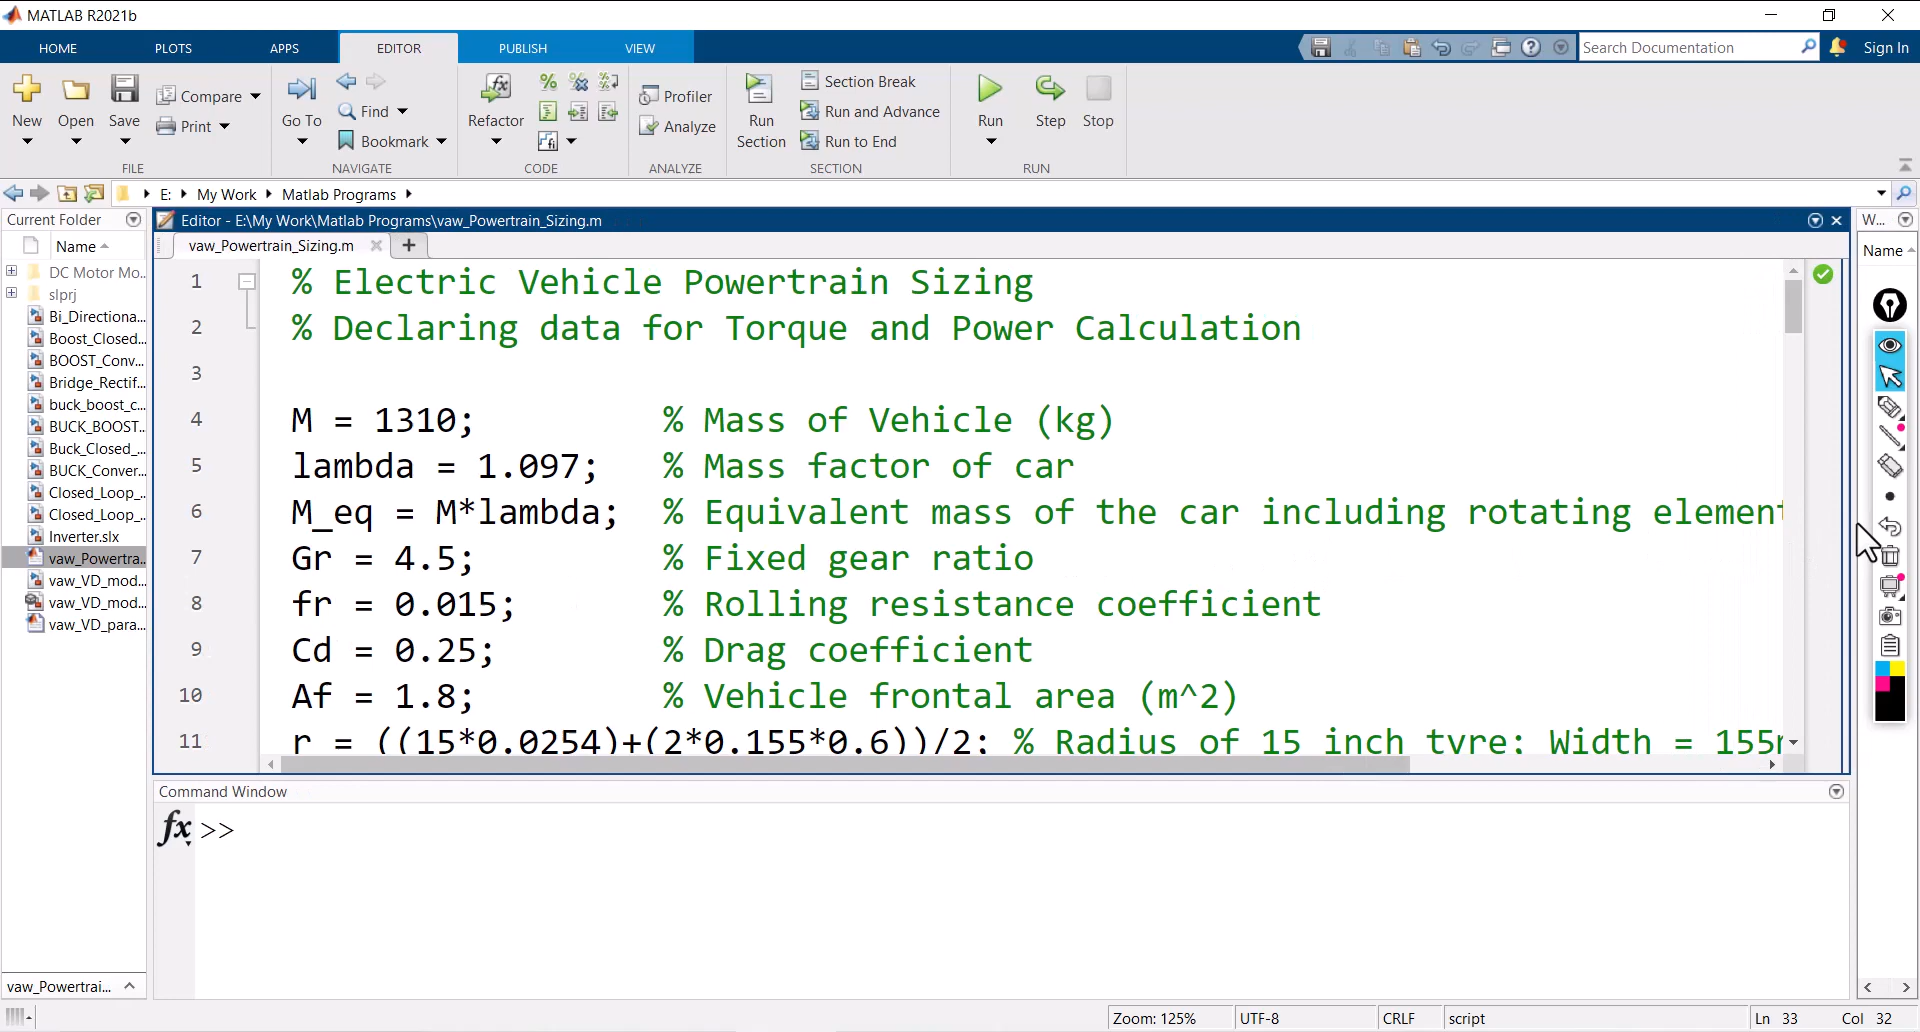 MATLAB R2021b
HOME PLOTS APPS EDITOR PUBLISH VIEW
Search Documentation
Sign In
New
Open
Save
Compare
Print
FILE
Go To
Find
Bookmark
NAVIGATE
Refactor
CODE
Profiler
Analyze
ANALYZE
Run Section
Section Break
Run and Advance
Run to End
SECTION
Run
Step
Stop
RUN
E: My Work Matlab Programs
Current Folder
Name
DC Motor Mo...
slprj
Bi_Directiona...
Boost_Closed...
BOOST_Conv...
Bridge_Rectif...
buck_boost_c...
BUCK_BOOST...
Buck_Closed_...
BUCK_Conver...
Closed_Loop_...
Closed_Loop_...
Inverter.slx
vaw_Powertra...
vaw_VD_mod...
vaw_VD_mod...
vaw_VD_para...
vaw_Powertrai...
Editor - E:\My Work\Matlab Programs\vaw_Powertrain_Sizing.m
vaw_Powertrain_Sizing.m
1 % Electric Vehicle Powertrain Sizing
2 % Declaring data for Torque and Power Calculation
3
4 M = 1310; % Mass of Vehicle (kg)
5 lambda = 1.097; % Mass factor of car
6 M_eq = M*lambda; % Equivalent mass of the car including rotating element
7 Gr = 4.5; % Fixed gear ratio
8 fr = 0.015; % Rolling resistance coefficient
9 Cd = 0.25; % Drag coefficient
10 Af = 1.8; % Vehicle frontal area (m^2)
11 r = ((15*0.0254)+(2*0.155*0.6))/2; % Radius of 15 inch tyre; Width = 155
W...
Name
Command Window
fx >>
Zoom: 125% UTF-8 CRLF script Ln 33 Col 32